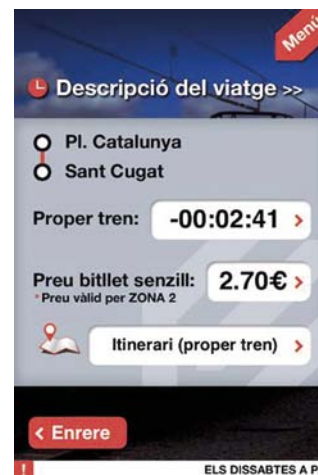 Menú
Descripció del viatge >>
Pl. Catalunya
Sant Cugat
Proper tren: -00:02:41 >
Preu bitllet senzill: 2.70€ >
* Preu vàlid per ZONA 2
Itinerari (proper tren) >
< Enrere
! ELS DISSABTES A P